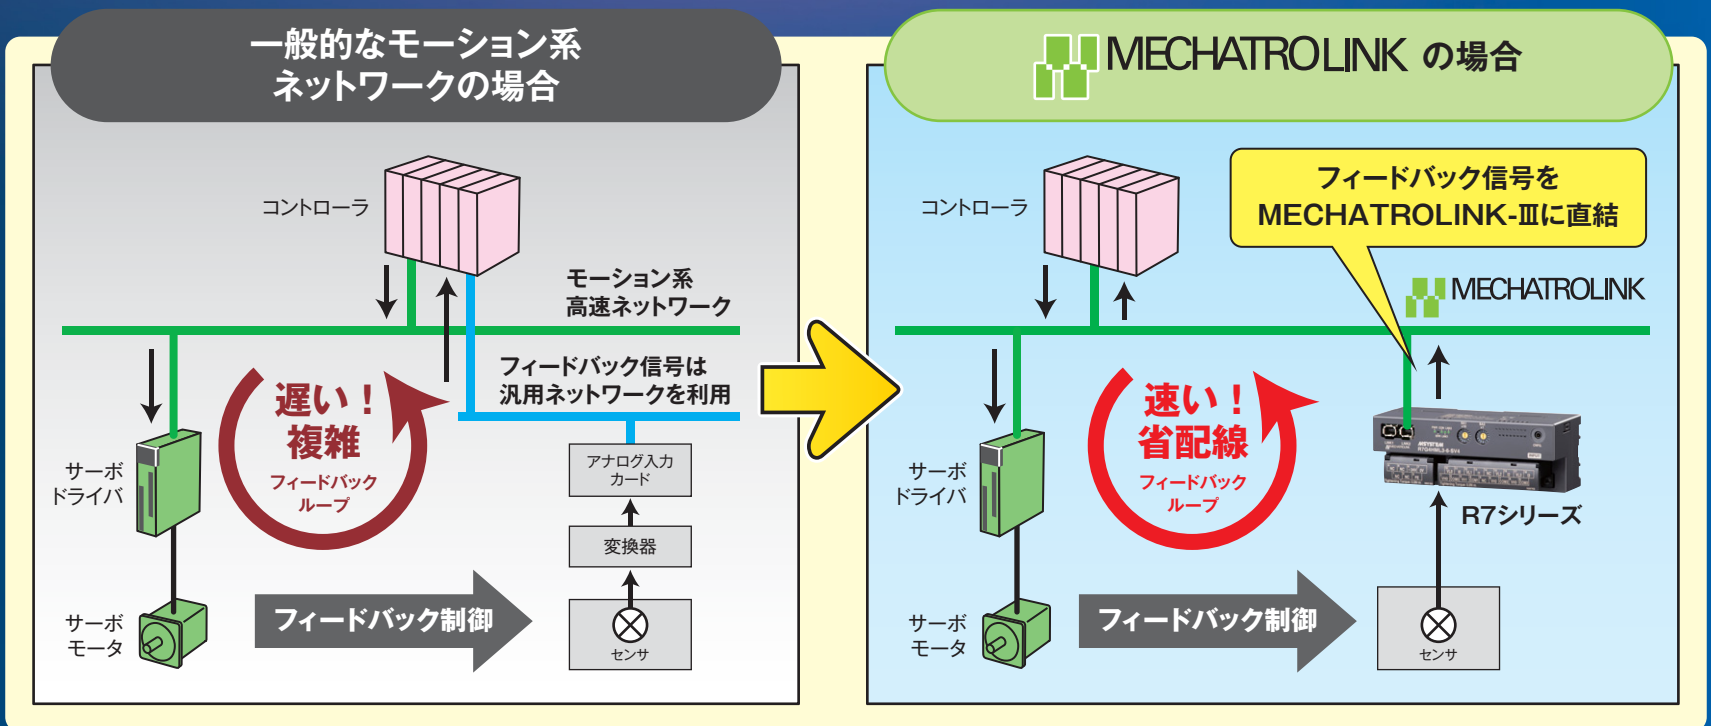 一般的なモーション系
ネットワークの場合
コントローラ
モーション系
高速ネットワーク
フィードバック信号は
汎用ネットワークを利用
遅い！
複雑
フィードバック
ループ
サーボ
ドライバ
アナログ入力
カード
変換器
サーボ
モータ
フィードバック制御
センサ
MECHATROLINK の場合
コントローラ
フィードバック信号を
MECHATROLINK-Ⅲに直結
MECHATROLINK
速い！
省配線
フィードバック
ループ
サーボ
ドライバ
R7シリーズ
サーボ
モータ
フィードバック制御
センサ